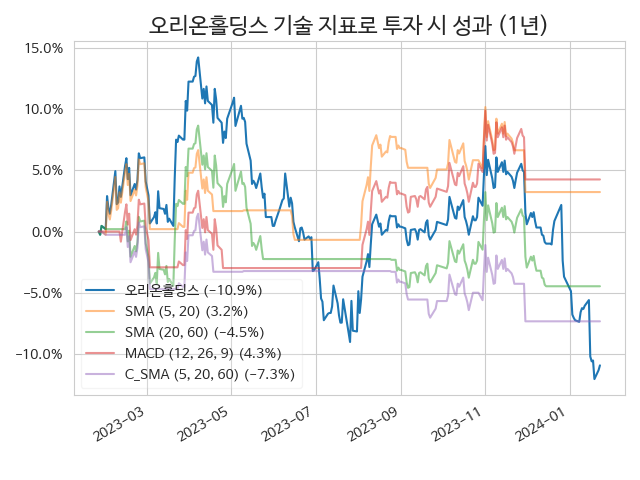 오리온홀딩스 기술 지표로 투자 시 성과 (1년)
15.0%
10.0%
5.0%
0.0%
−5.0%
−10.0%
오리온홀딩스 (−10.9%)
SMA (5, 20) (3.2%)
SMA (20, 60) (−4.5%)
MACD (12, 26, 9) (4.3%)
C_SMA (5, 20, 60) (−7.3%)
2023−03
2023−05
2023−07
2023−09
2023−11
2024−01